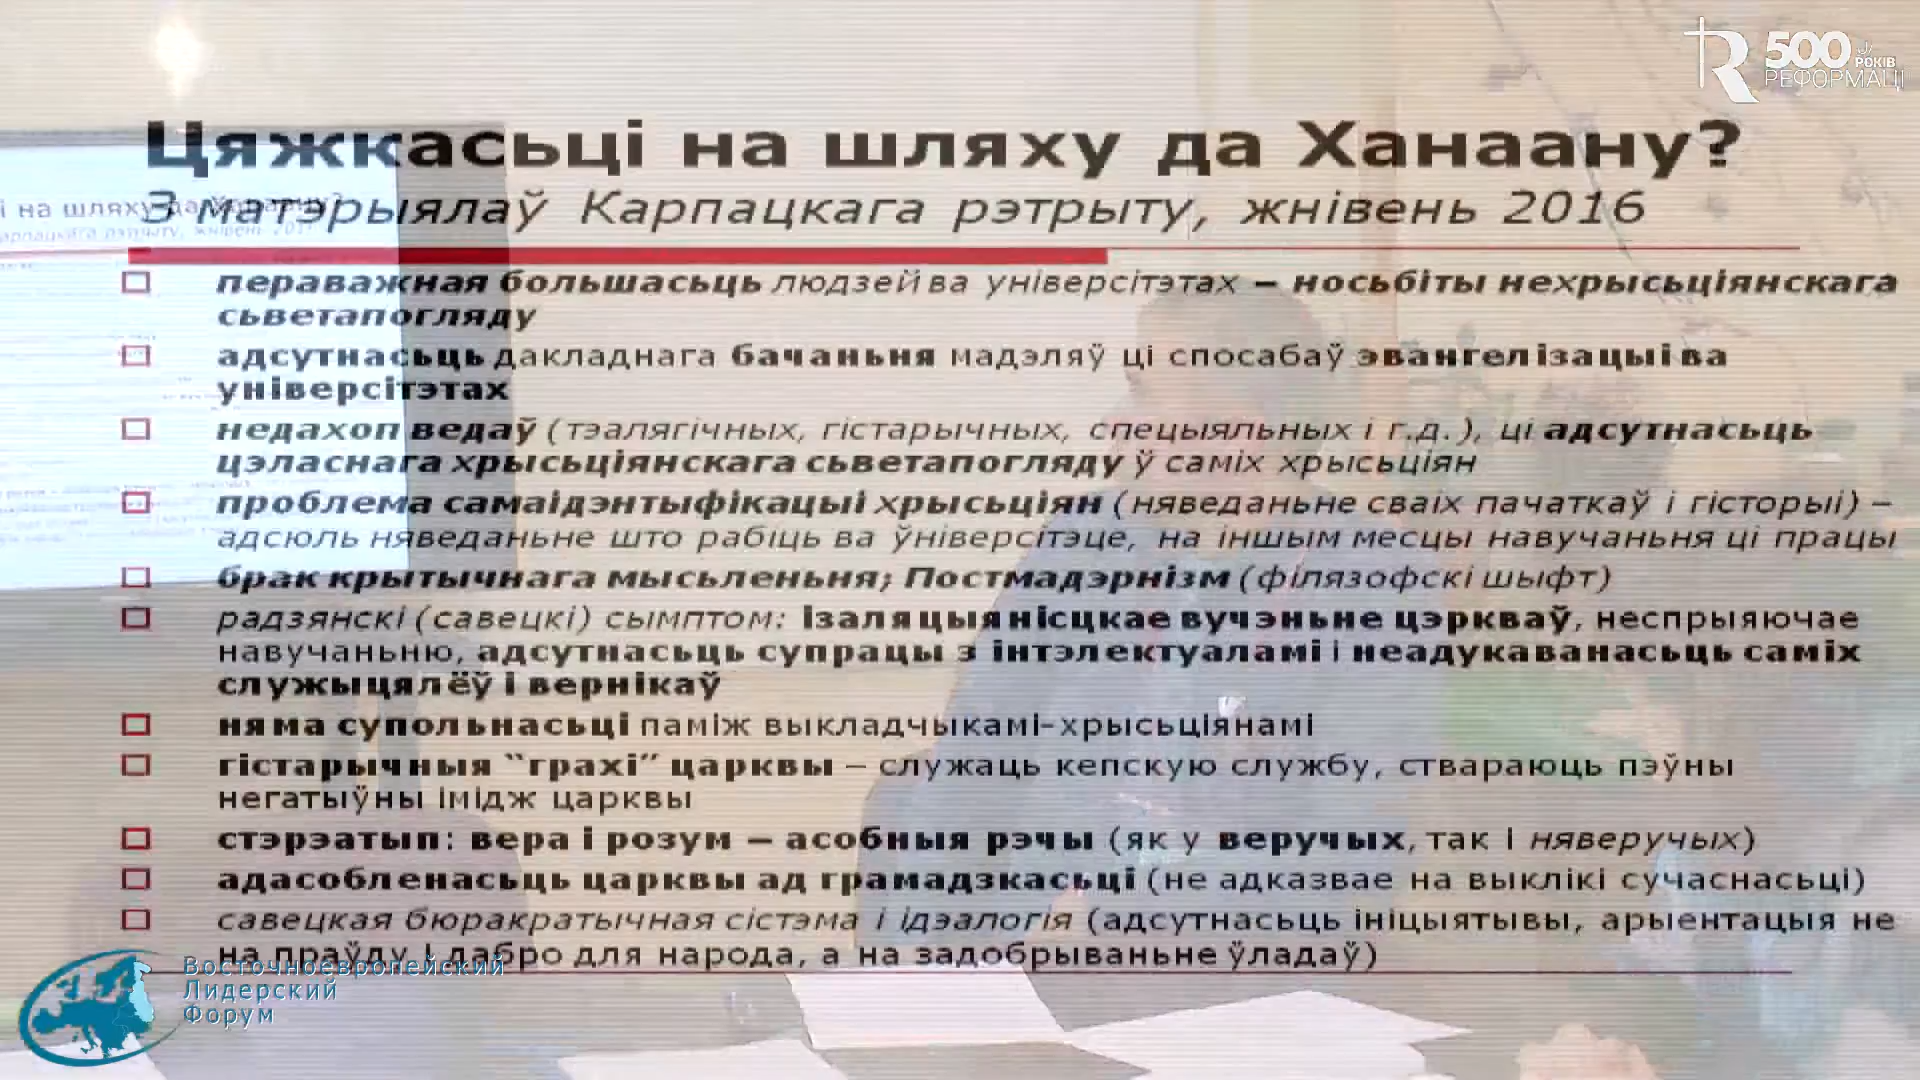 500 РОКІВ
РЕФОРМАЦІЇ
Цяжкасьці на шляху да Ханаану?
З матэрыялаў Карпацкага рэтрыту, жнівень 2016
і на шляху да
пераважная большасьць людзей ва універсітэтах – носьбіты нехрысьціянскага
сьветапогляду
адсутнасьць дакладнага бачаньня мадэляў ці спосабаў эвангелізацыі ва
універсітэтах
недахоп ведаў (тэалягічных, гістарычных, спецыяльных і г.д.), ці адсутнасьць
цэласнага хрысьціянскага сьветапогляду ў саміх хрысьціян
проблема самаідэнтыфікацыі хрысьціян (няведаньне сваіх пачаткаў і гісторыі) –
адсюль няведаньне што рабіць ва ўніверсітэце, на іншым месцы навучаньня ці працы
брак крытычнага мысьленьня; Постмадэрнізм (філязофскі шыфт)
радзянскі (савецкі) сымптом: ізаляцыянісцкае вучэньне цэркваў, неспрыяючае
навучаньню, адсутнасьць супрацы з інтэлектуаламі і неадукаванасьць саміх
служыцялёў і вернікаў
няма супольнасьці паміж выкладчыкамі-хрысьціянамі
гістарычныя “грахі” царквы – служаць кепскую службу, ствараюць пэўны
негатыўны імідж царквы
стэрэатып: вера і розум – асобныя рэчы (як у веручых, так і няверучых)
адасобленасьць царквы ад грамадзкасьці (не адказвае на выклікі сучаснасьці)
савецкая бюракратычная сістэма і ідэалогія (адсутнасьць ініцыятывы, арыентацыя не
на праўду і дабро для народа, а на задобрываньне ўладаў)
Восточноевропейский
Лидерский
Форум